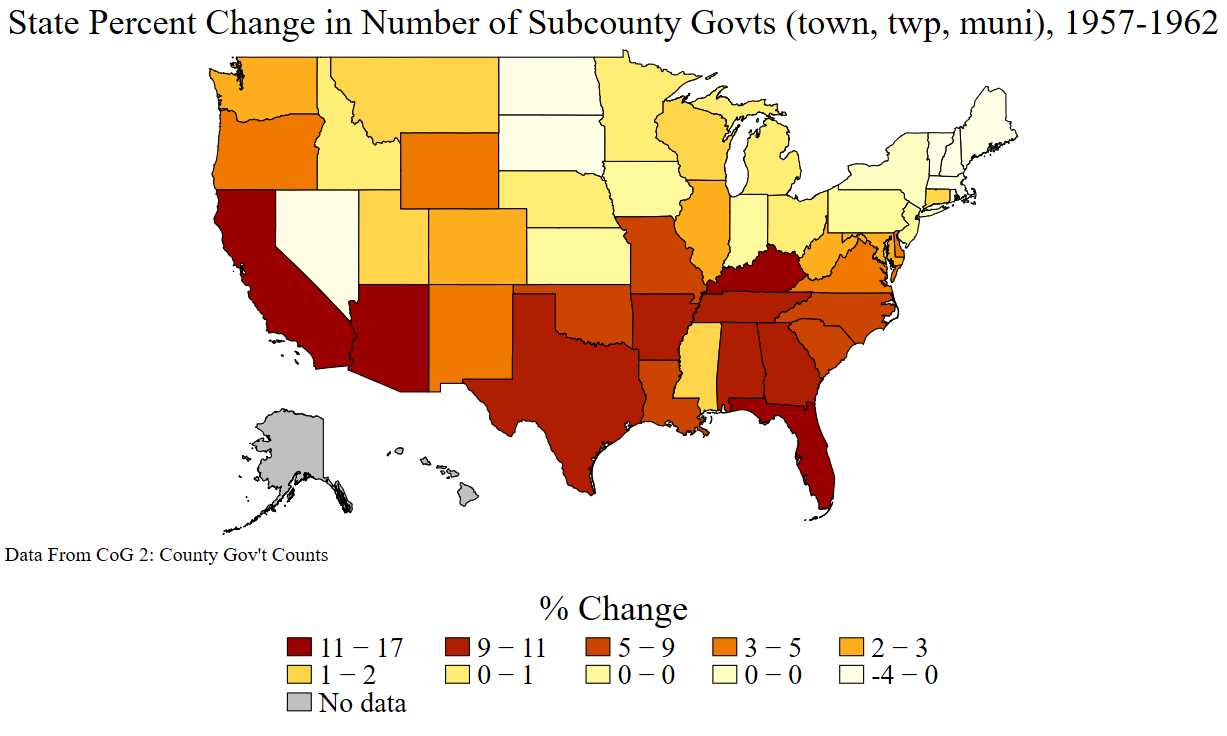 State Percent Change in Number of Subcounty Govts (town, twp, muni), 1957-1962
Data From CoG 2: County Gov't Counts
% Change
11 − 17 9 − 11 5 − 9 3 − 5 2 − 3
1 − 2 0 − 1 0 − 0 0 − 0 -4 − 0
No data